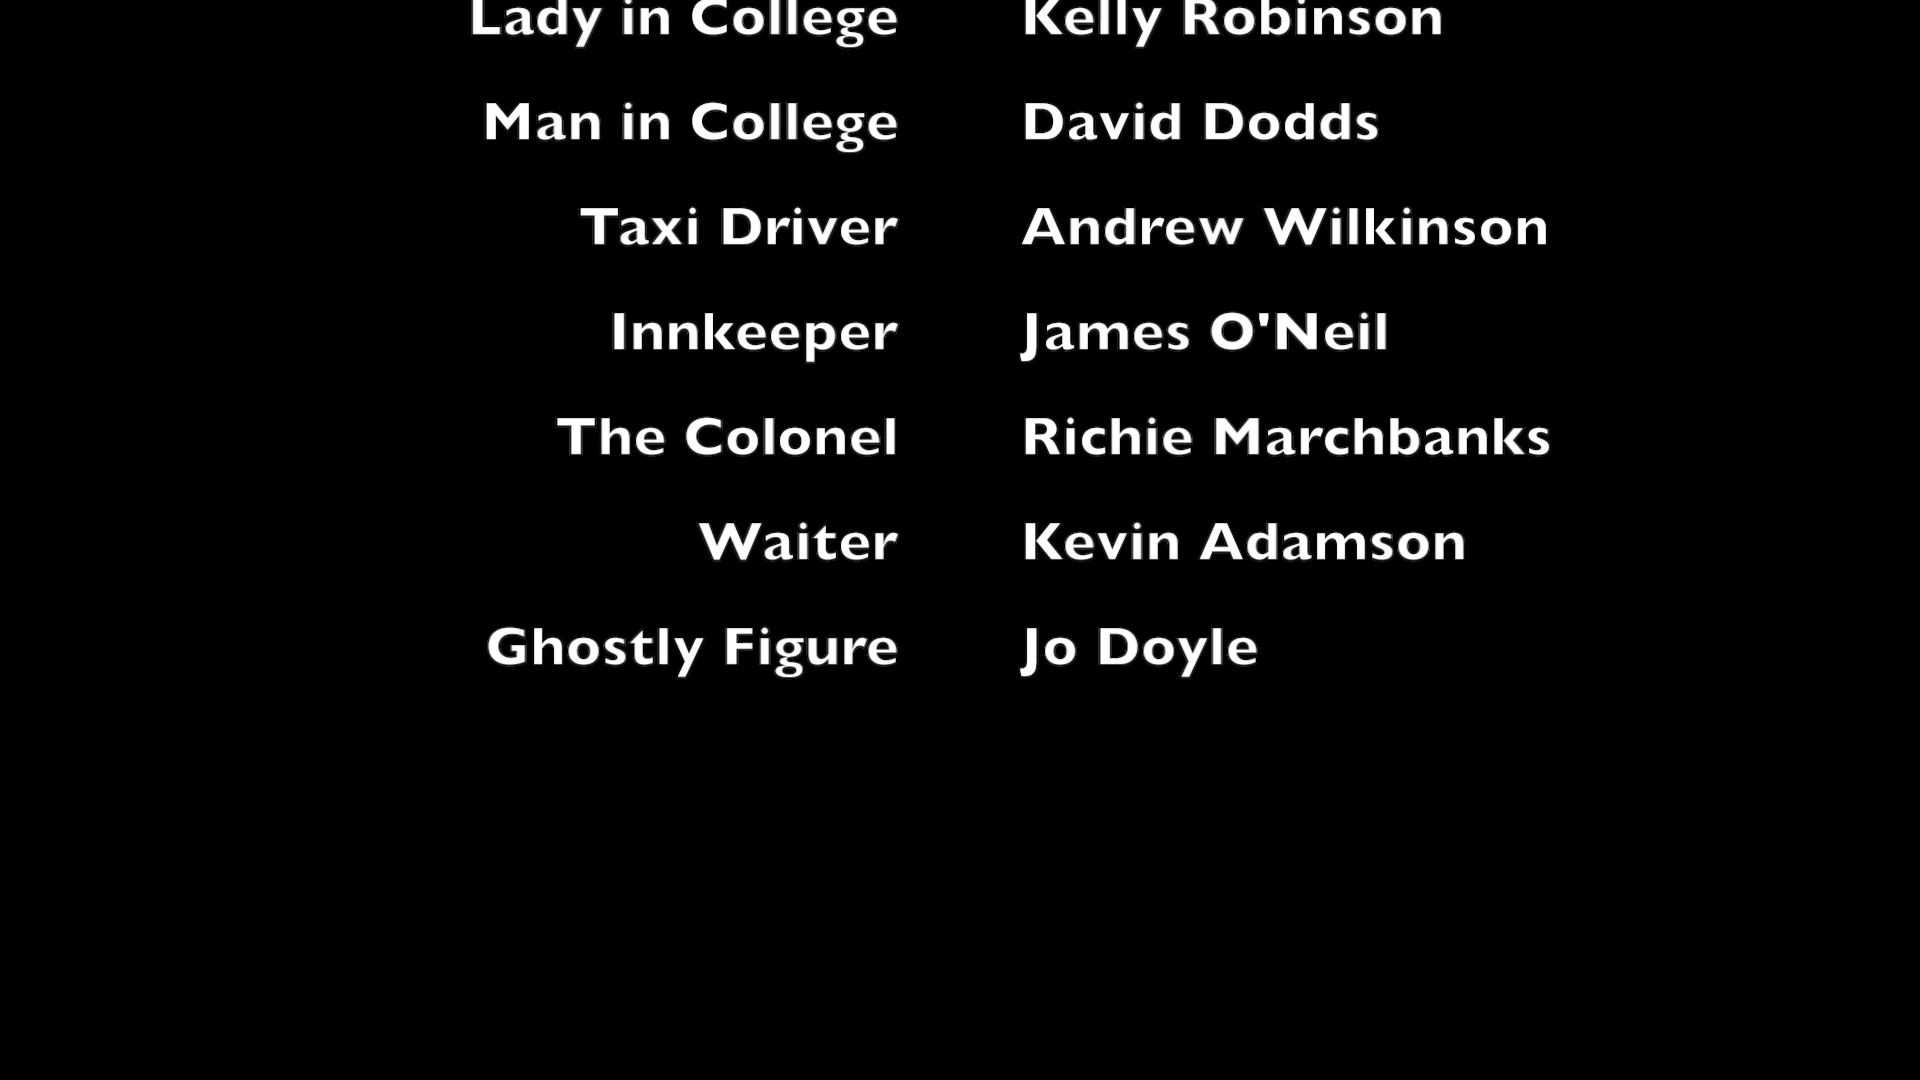 Lady in College Kelly Robinson
Man in College David Dodds
Taxi Driver Andrew Wilkinson
Innkeeper James O'Neil
The Colonel Richie Marchbanks
Waiter Kevin Adamson
Ghostly Figure Jo Doyle